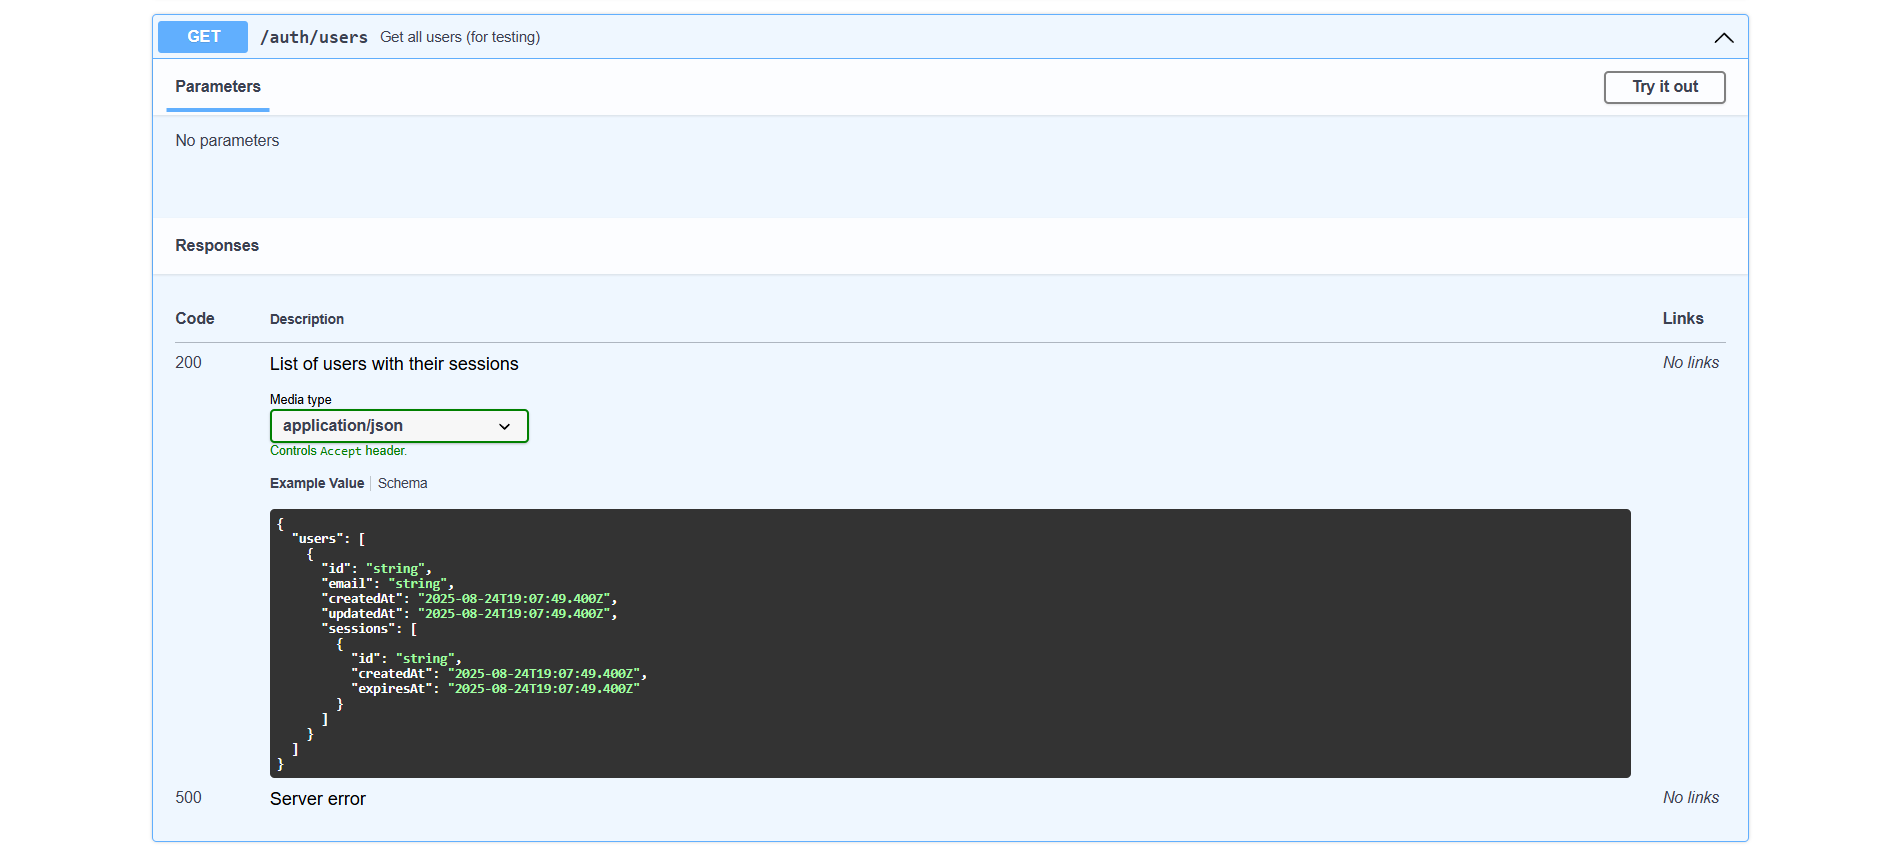 GET /auth/users Get all users (for testing)
Parameters Try it out
No parameters
Responses
Code Description Links
200 List of users with their sessions No links
Media type
application/json
Controls Accept header.
Example Value Schema
{
  "users": [
    {
      "id": "string",
      "email": "string",
      "createdAt": "2025-08-24T19:07:49.400Z",
      "updatedAt": "2025-08-24T19:07:49.400Z",
      "sessions": [
        {
          "id": "string",
          "createdAt": "2025-08-24T19:07:49.400Z",
          "expiresAt": "2025-08-24T19:07:49.400Z"
        }
      ]
    }
  ]
}
500 Server error No links